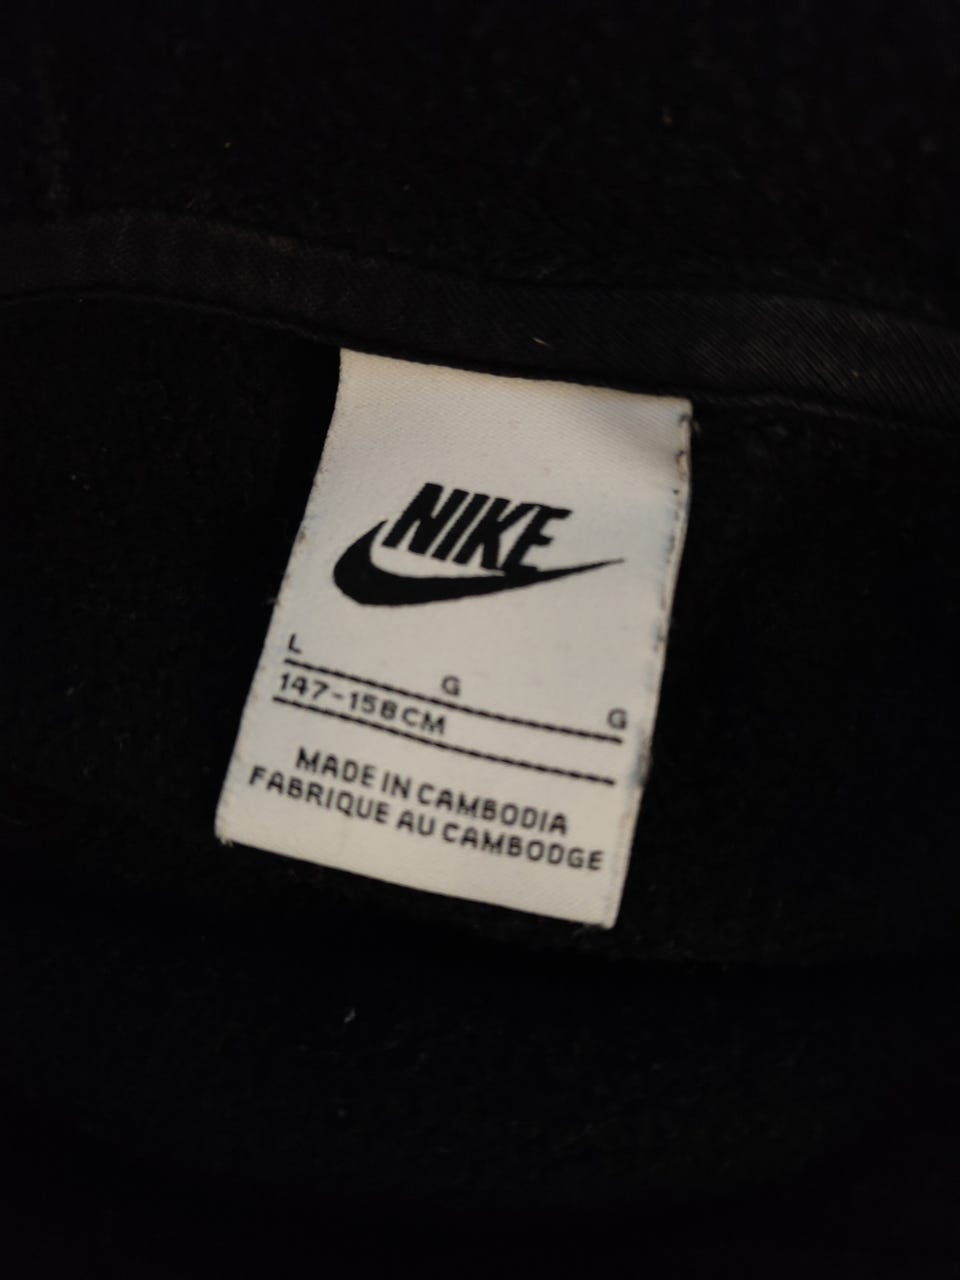 NIKE
L G G
147-158CM
MADE IN CAMBODIA
FABRIQUE AU CAMBODGE